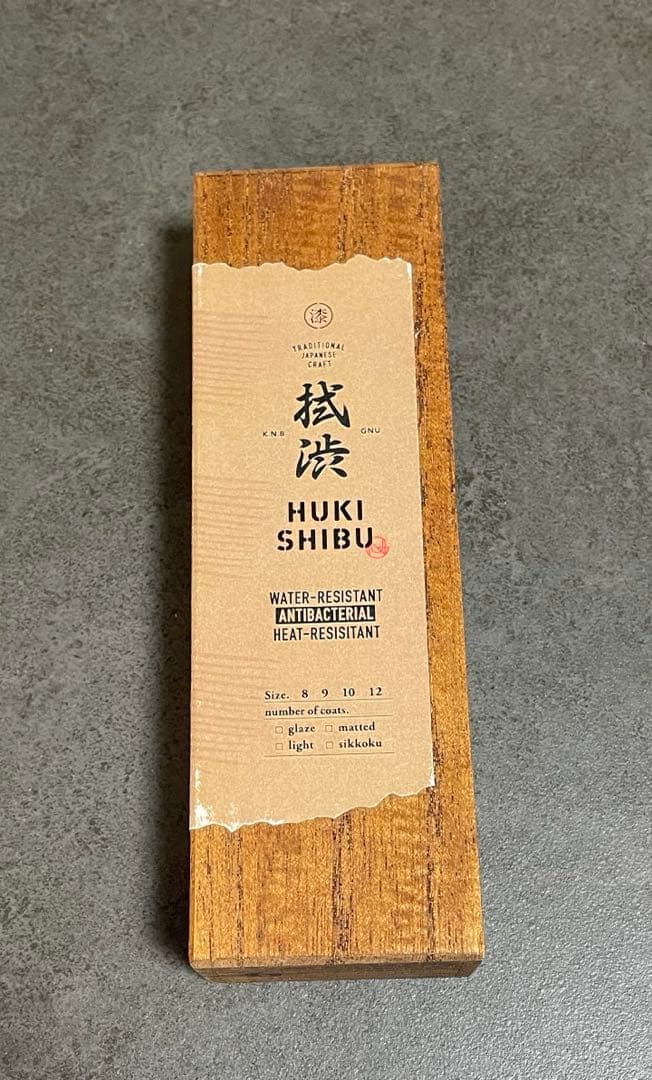 漆
TRADITIONAL
JAPANESE
CRAFT
拭
K.N.B GNU
渋
HUKI
SHIBU
WATER-RESISTANT
ANTIBACTERIAL
HEAT-RESISITANT
Size. 8 9 10 12
number of coats.
□ glaze □ matted
□ light □ sikkoku